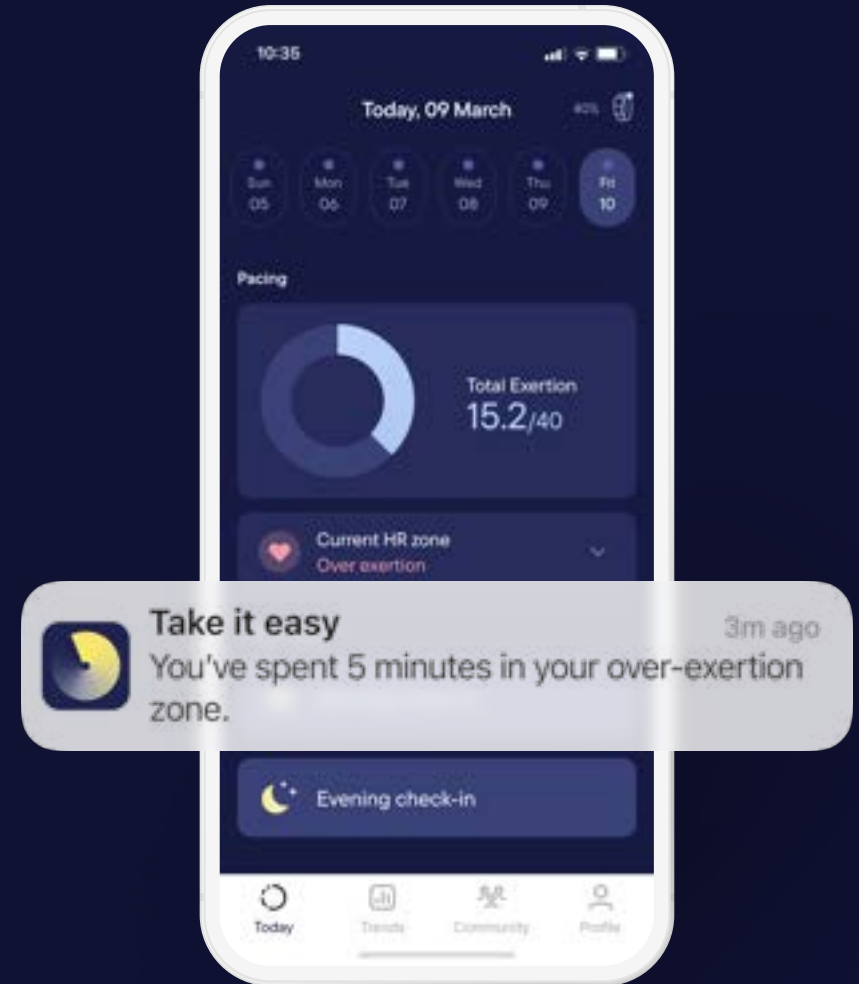 10:35
Today, 09 March
40%
Sun Mon Tue Wed Thu Fri
05 06 07 08 09 10
Pacing
Total Exertion
15.2/40
Current HR zone
Over exertion
Take it easy
3m ago
You've spent 5 minutes in your over-exertion
zone.
Evening check-in
Today Trends Community Profile